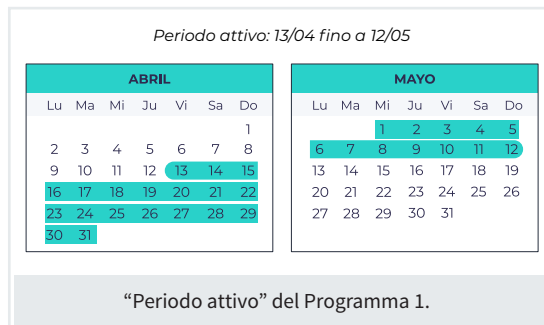 Periodo attivo: 13/04 fino a 12/05
ABRIL
Lu Ma Mi Ju Vi Sa Do
1
2 3 4 5 6 7 8
9 10 11 12 13 14 15
16 17 18 19 20 21 22
23 24 25 26 27 28 29
30 31
MAYO
Lu Ma Mi Ju Vi Sa Do
1 2 3 4 5
6 7 8 9 10 11 12
13 14 15 16 17 18 19
20 21 22 23 24 25 26
27 28 29 30 31
“Periodo attivo” del Programma 1.